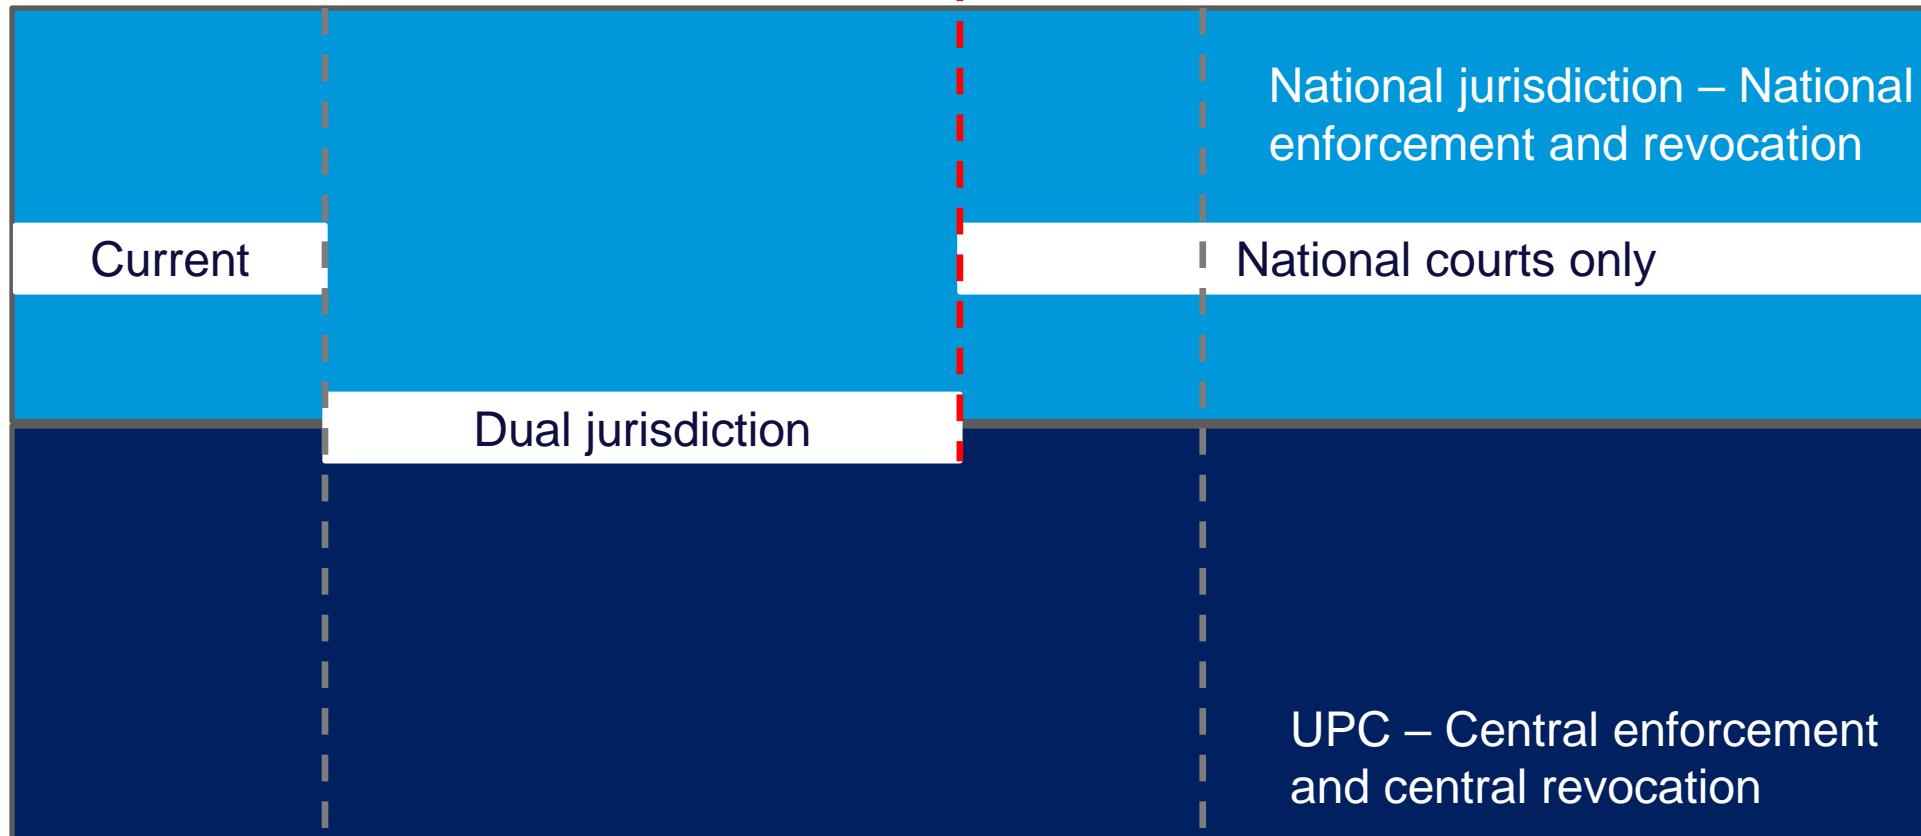 National jurisdiction – National
enforcement and revocation
Current
National courts only
Dual jurisdiction
UPC – Central enforcement
and central revocation